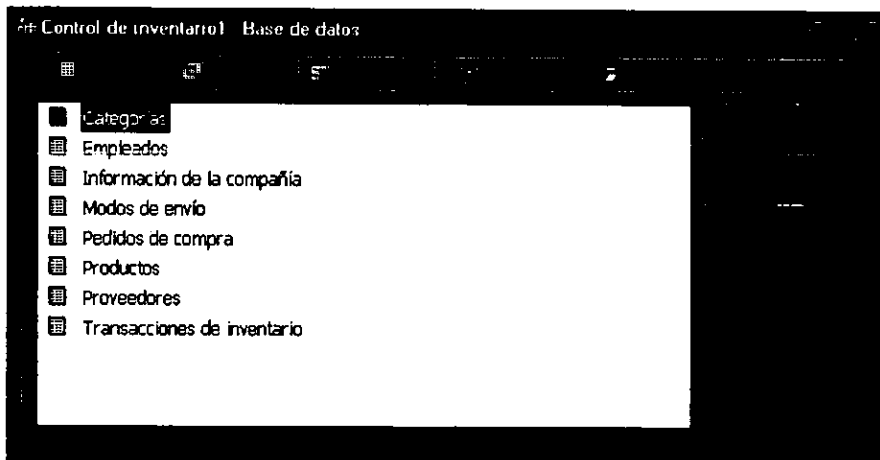 Control de inventario1 Base de datos
Categorías
Empleados
Información de la compañía
Modos de envío
Pedidos de compra
Productos
Proveedores
Transacciones de inventario